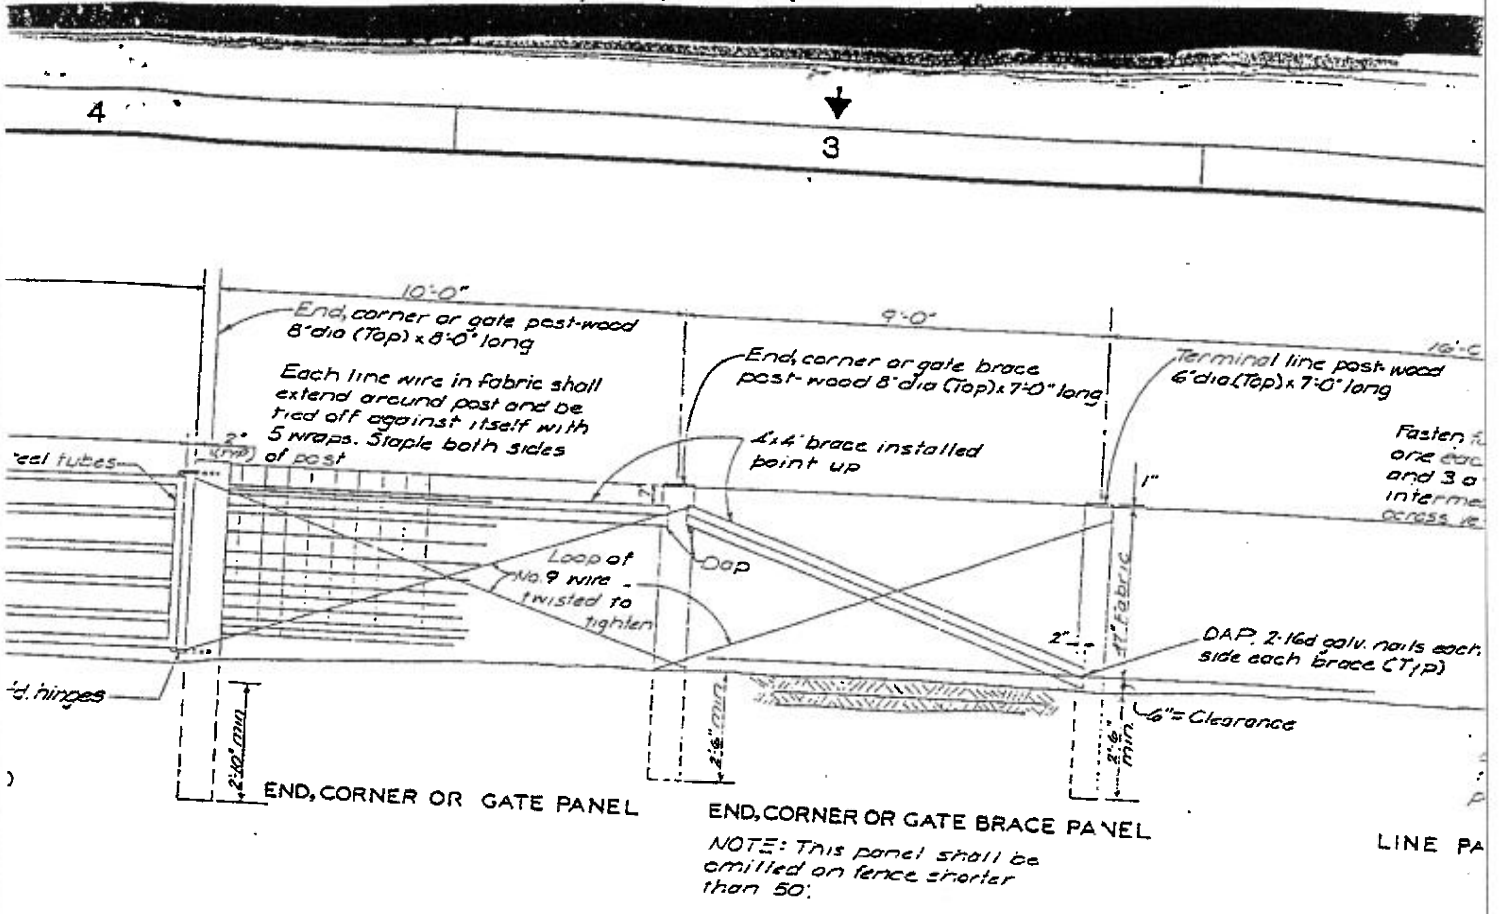 4
3
10'-0"
9'-0"
End, corner or gate post-wood
8" dia (Top) x 8'-0" long
Each line wire in fabric shall
extend around post and be
tied off against itself with
5 wraps. Staple both sides
of post
2"
(typ)
End, corner or gate brace
post-wood 8" dia (Top) x 7'-0" long
Terminal line post-wood
6" dia (Top) x 7'-0" long
4"x4" brace installed
point up
Fasten
one
and 3
across
1"
eel tubes
2"
Loop of
No. 9 wire
twisted to
tighten
Dap
47" Fabric
2"
DAP. 2-16d galv. nails each
side each brace (Typ)
d. hinges
6"= Clearance
2'-10" min.
2'-6" min.
2'-6"
min.
END, CORNER OR GATE PANEL
END, CORNER OR GATE BRACE PANEL
NOTE: This panel shall be
omitted on fence shorter
than 50'.
LINE PA